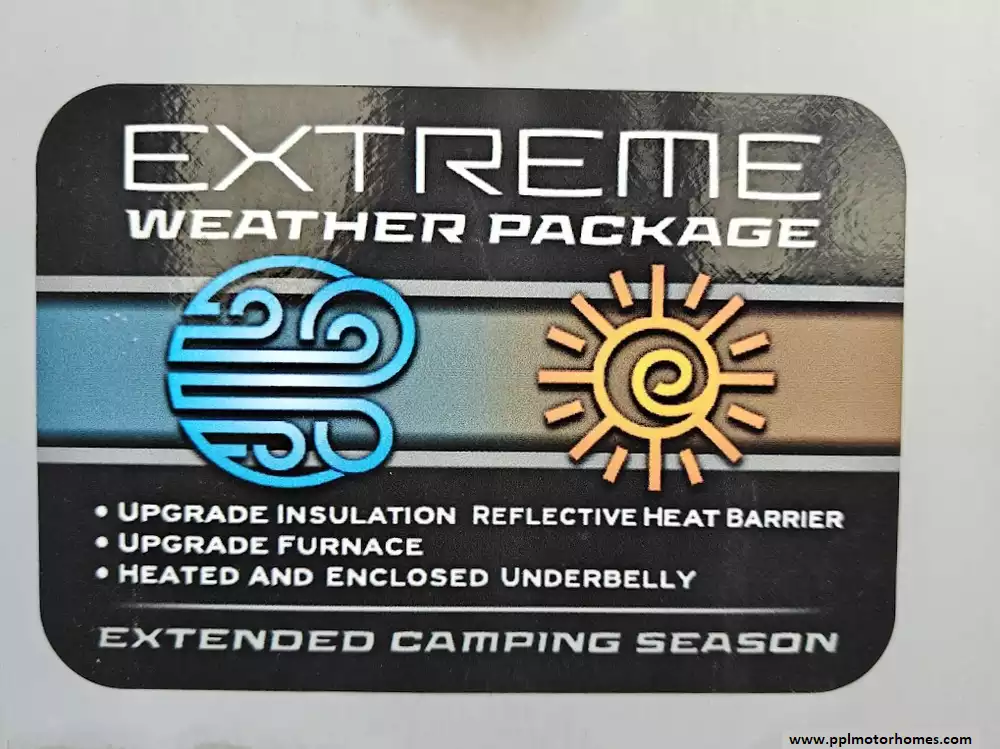 EXTREME
WEATHER PACKAGE
• UPGRADE INSULATION REFLECTIVE HEAT BARRIER
• UPGRADE FURNACE
• HEATED AND ENCLOSED UNDERBELLY
EXTENDED CAMPING SEASON
www.pplmotorhomes.com